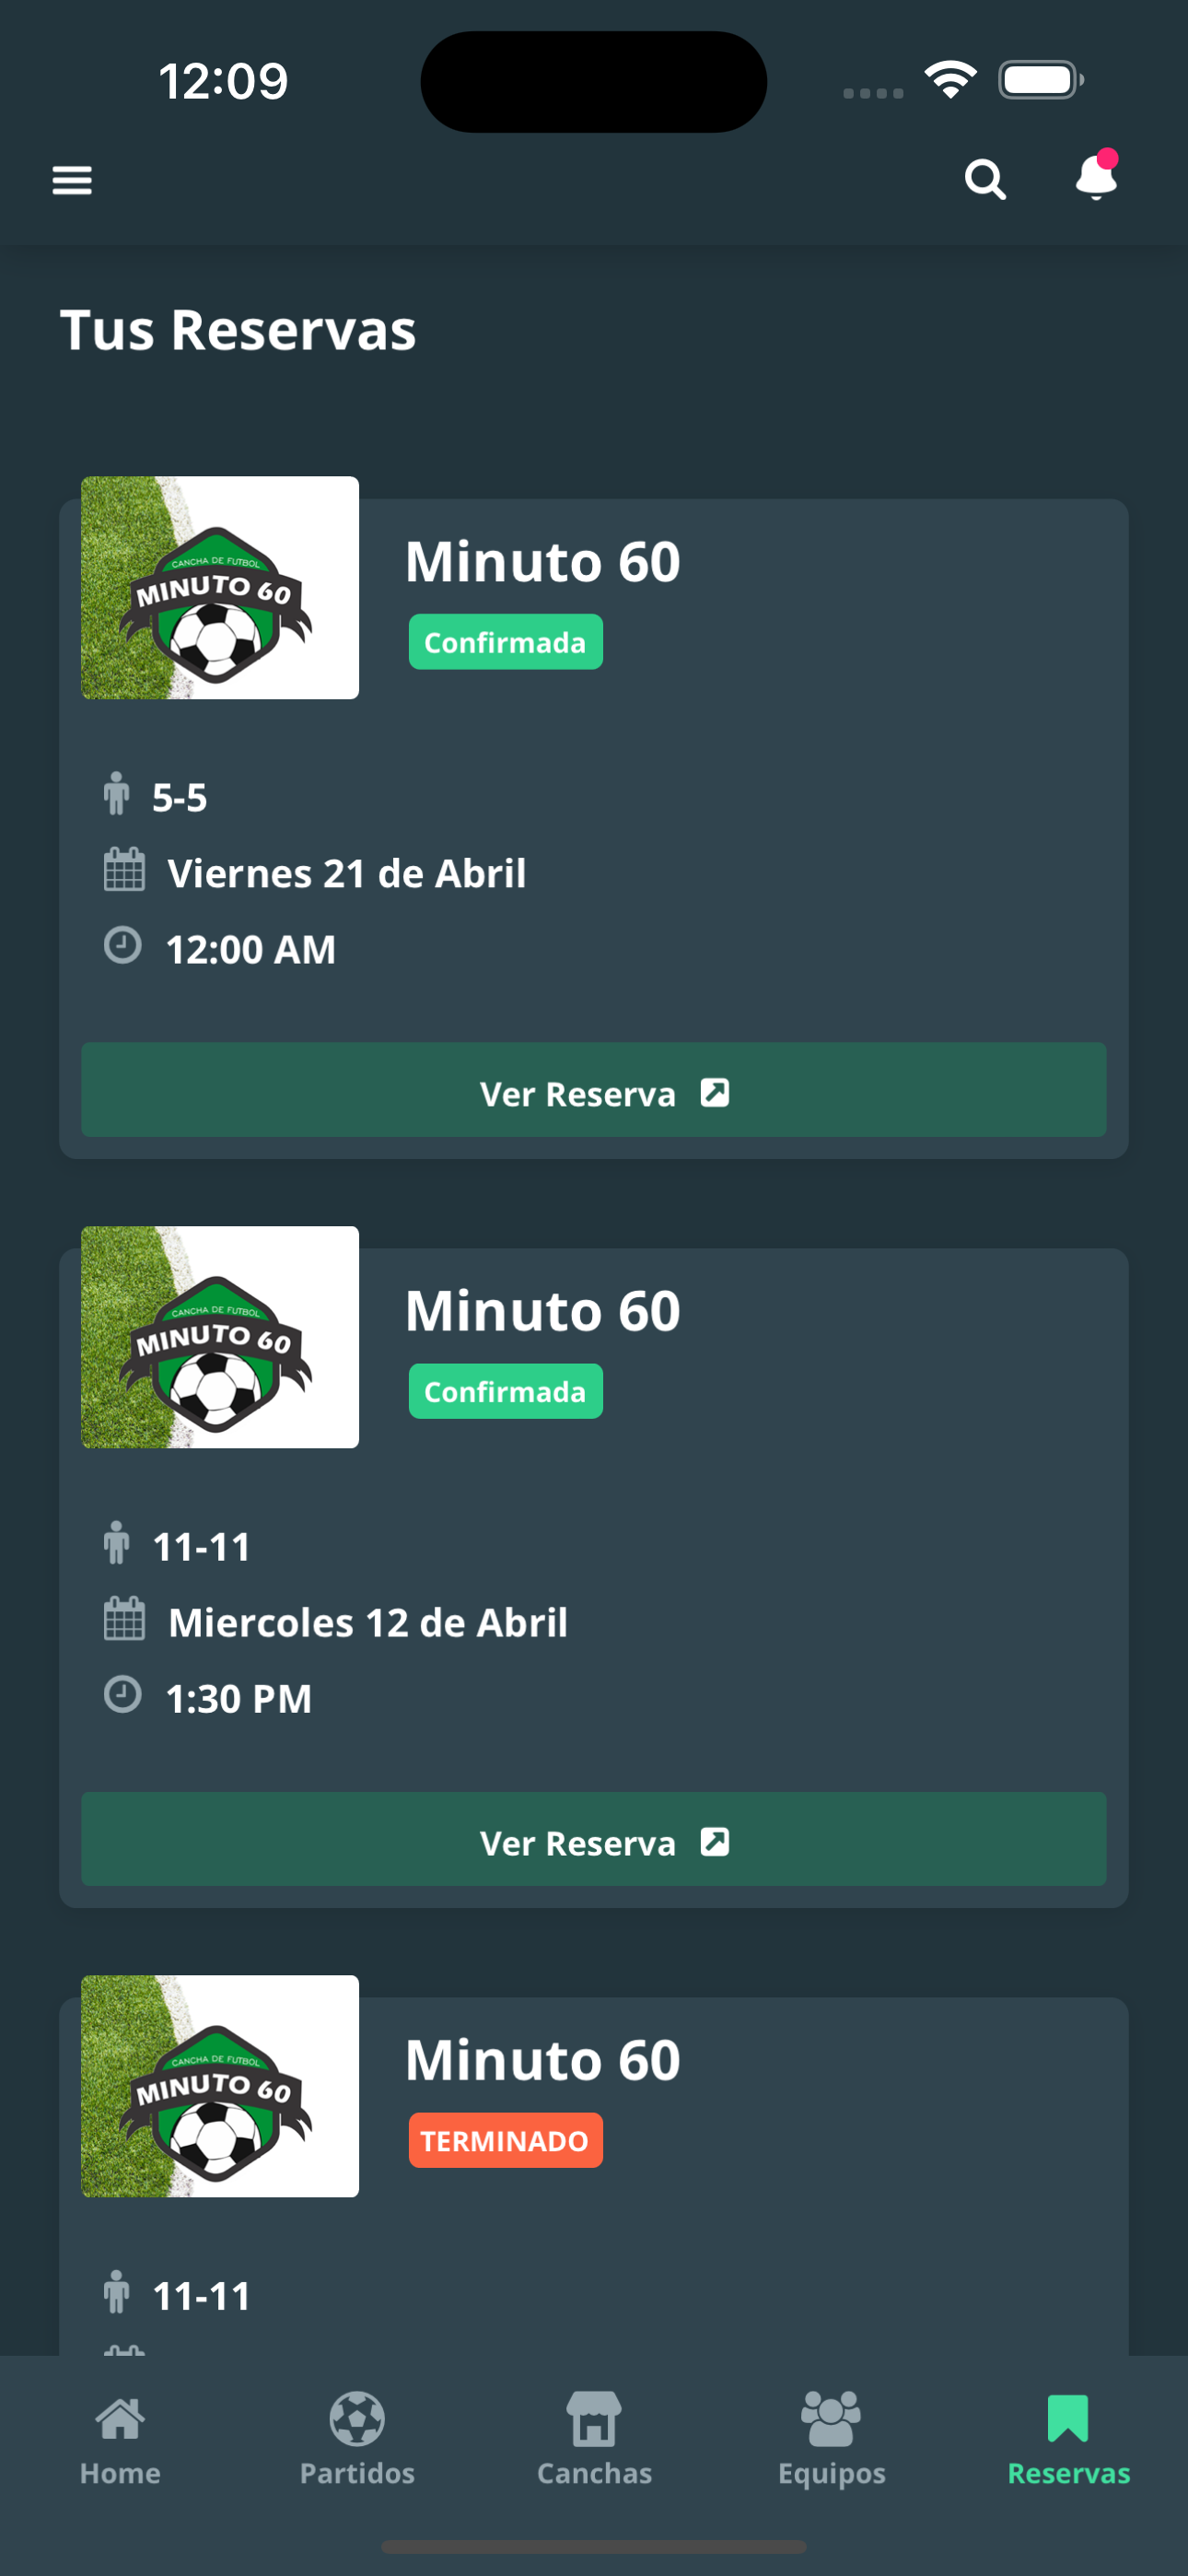 12:09
Tus Reservas
CANCHA DE FUTBOL
MINUTO 60
Minuto 60
Confirmada
5-5
Viernes 21 de Abril
12:00 AM
Ver Reserva
CANCHA DE FUTBOL
MINUTO 60
Minuto 60
Confirmada
11-11
Miercoles 12 de Abril
1:30 PM
Ver Reserva
CANCHA DE FUTBOL
MINUTO 60
Minuto 60
TERMINADO
11-11
Home
Partidos
Canchas
Equipos
Reservas